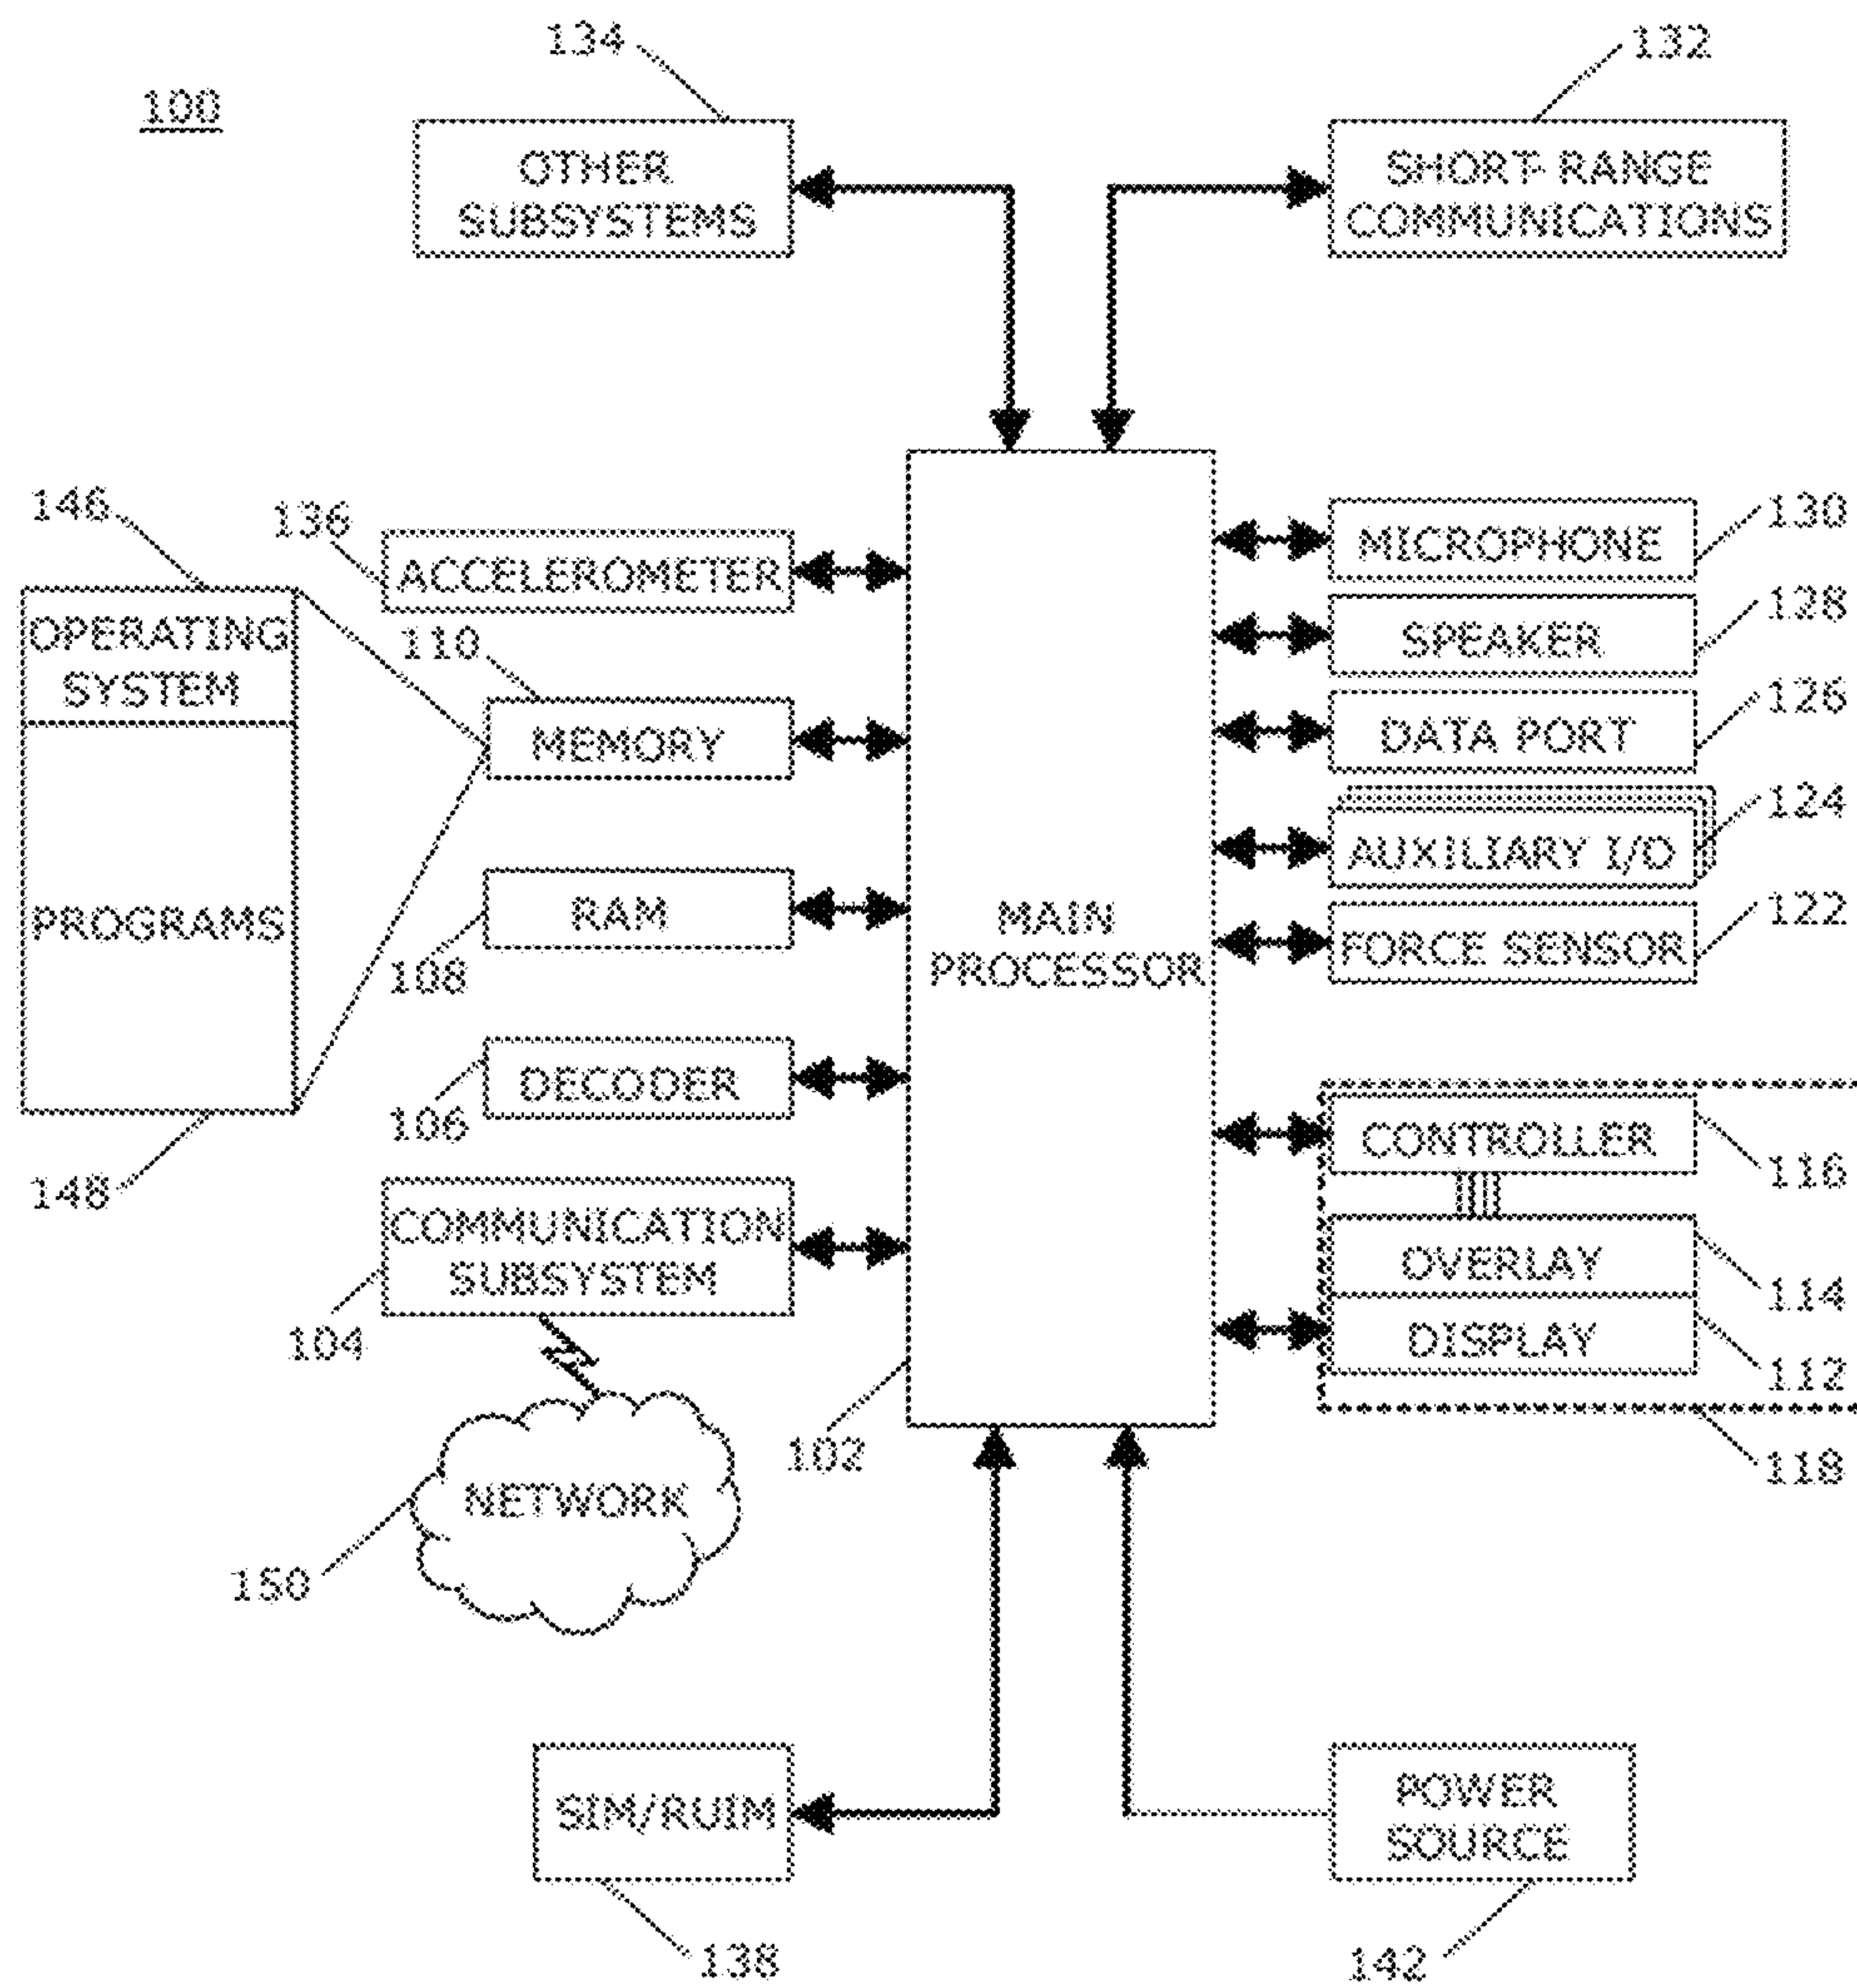 134
132
100
OTHER
SUBSYSTEMS
SHORT-RANGE
COMMUNICATIONS
146
136
ACCELEROMETER
MICROPHONE
130
OPERATING
SYSTEM
110
SPEAKER
128
MEMORY
DATA PORT
126
AUXILIARY I/O
124
PROGRAMS
RAM
108
MAIN
PROCESSOR
FORCE SENSOR
122
DECODER
106
CONTROLLER
116
148
COMMUNICATION
SUBSYSTEM
104
OVERLAY
114
DISPLAY
112
102
118
NETWORK
150
SIM/RUIM
POWER
SOURCE
138
142